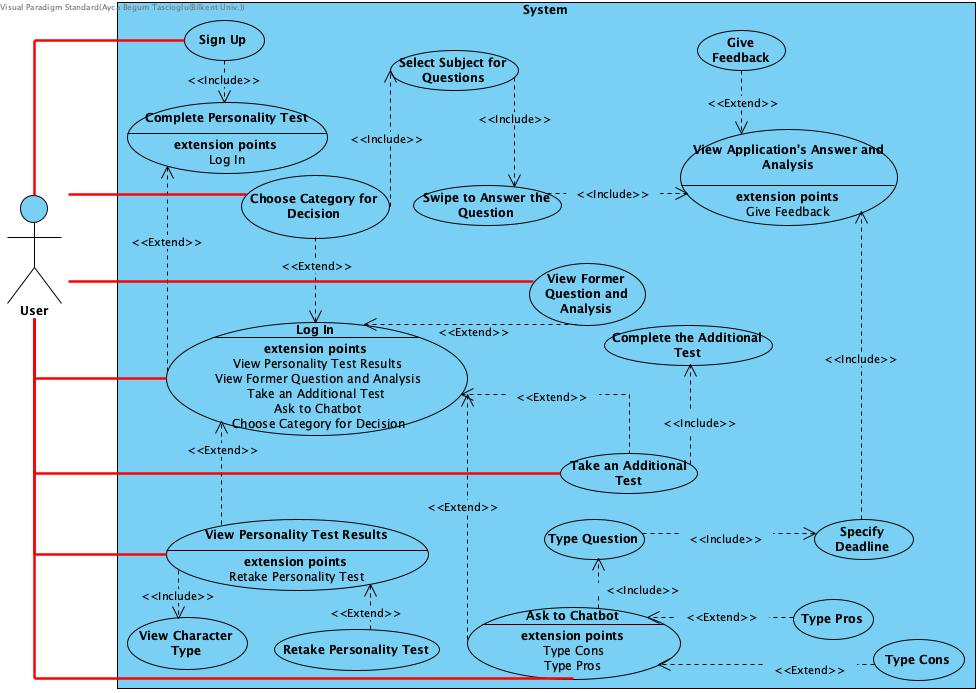 Visual Paradigm Standard(Ayca Begum Tascioglu(Bilkent Univ.))
System
Sign Up
<<Include>>
Complete Personality Test
extension points
Log In
Select Subject for
Questions
<<Include>>
<<Include>>
Give
Feedback
<<Extend>>
View Application's Answer and
Analysis
extension points
Give Feedback
Choose Category for
Decision
Swipe to Answer the
Question
<<Include>>
<<Extend>>
<<Extend>>
User
View Former
Question and
Analysis
<<Extend>>
Log In
extension points
View Personality Test Results
View Former Question and Analysis
Take an Additional Test
Ask to Chatbot
Choose Category for Decision
Complete the Additional
Test
<<Include>>
<<Extend>>
<<Include>>
<<Extend>>
Take an Additional
Test
<<Extend>>
View Personality Test Results
extension points
Retake Personality Test
Type Question
<<Include>>
Specify
Deadline
<<Include>>
<<Include>>
<<Extend>>
View Character
Type
Retake Personality Test
Ask to Chatbot
extension points
Type Cons
Type Pros
<<Extend>>
Type Pros
<<Extend>>
Type Cons